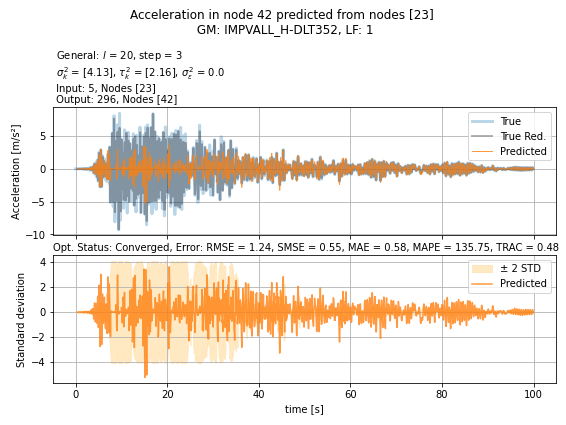 Acceleration in node 42 predicted from nodes [23]
GM: IMPVALL_H-DLT352, LF: 1
General: l = 20, step = 3
σ²ₖ = [4.13], τ²ₖ = [2.16], σ²ₑ = 0.0
Input: 5, Nodes [23]
Output: 296, Nodes [42]
Acceleration [m/s²]
5
0
−5
−10
True
True Red.
Predicted
Opt. Status: Converged, Error: RMSE = 1.24, SMSE = 0.55, MAE = 0.58, MAPE = 135.75, TRAC = 0.48
Standard deviation
4
2
0
−2
−4
± 2 STD
Predicted
0 20 40 60 80 100
time [s]